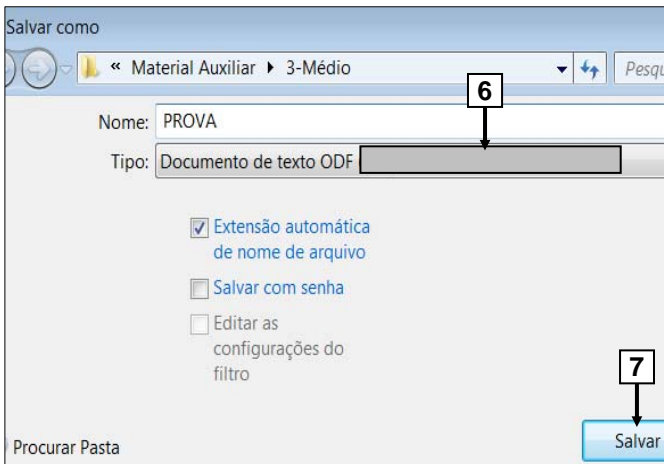 Salvar como
« Material Auxiliar ▸ 3-Médio
6
Nome: PROVA
Tipo: Documento de texto ODF (
Extensão automática
de nome de arquivo
Salvar com senha
Editar as
configurações do
filtro
7
Procurar Pasta
Salvar